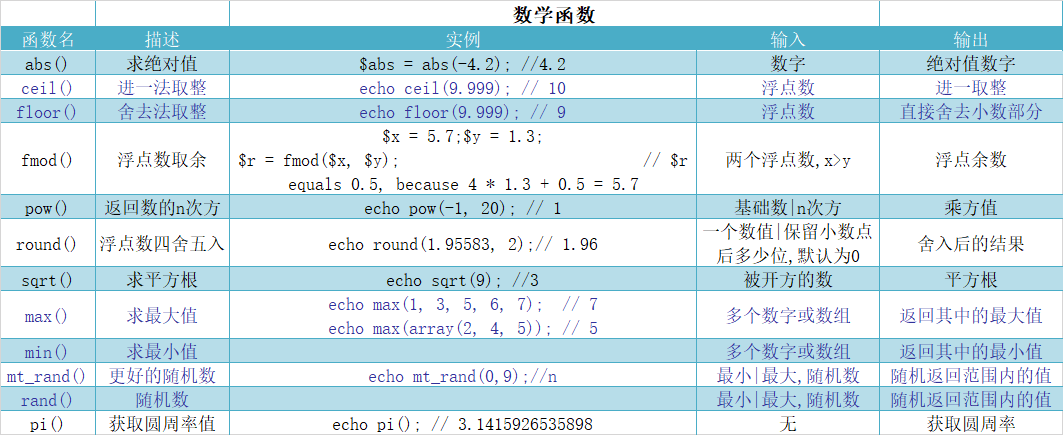 数学函数
函数名 描述 实例 输入 输出
abs() 求绝对值 $abs = abs(-4.2); //4.2 数字 绝对值数字
ceil() 进一法取整 echo ceil(9.999); // 10 浮点数 进一取整
floor() 舍去法取整 echo floor(9.999); // 9 浮点数 直接舍去小数部分
$x = 5.7;$y = 1.3;
fmod() 浮点数取余 $r = fmod($x, $y); // $r 两个浮点数,x>y 浮点余数
equals 0.5, because 4 * 1.3 + 0.5 = 5.7
pow() 返回数的n次方 echo pow(-1, 20); // 1 基础数|n次方 乘方值
round() 浮点数四舍五入 echo round(1.95583, 2);// 1.96 一个数值|保留小数点
后多少位,默认为0 舍入后的结果
sqrt() 求平方根 echo sqrt(9); //3 被开方的数 平方根
max() 求最大值 echo max(1, 3, 5, 6, 7); // 7
echo max(array(2, 4, 5)); // 5 多个数字或数组 返回其中的最大值
min() 求最小值 多个数字或数组 返回其中的最小值
mt_rand() 更好的随机数 echo mt_rand(0,9);//n 最小|最大,随机数 随机返回范围内的值
rand() 随机数 最小|最大,随机数 随机返回范围内的值
pi() 获取圆周率值 echo pi(); // 3.1415926535898 无 获取圆周率